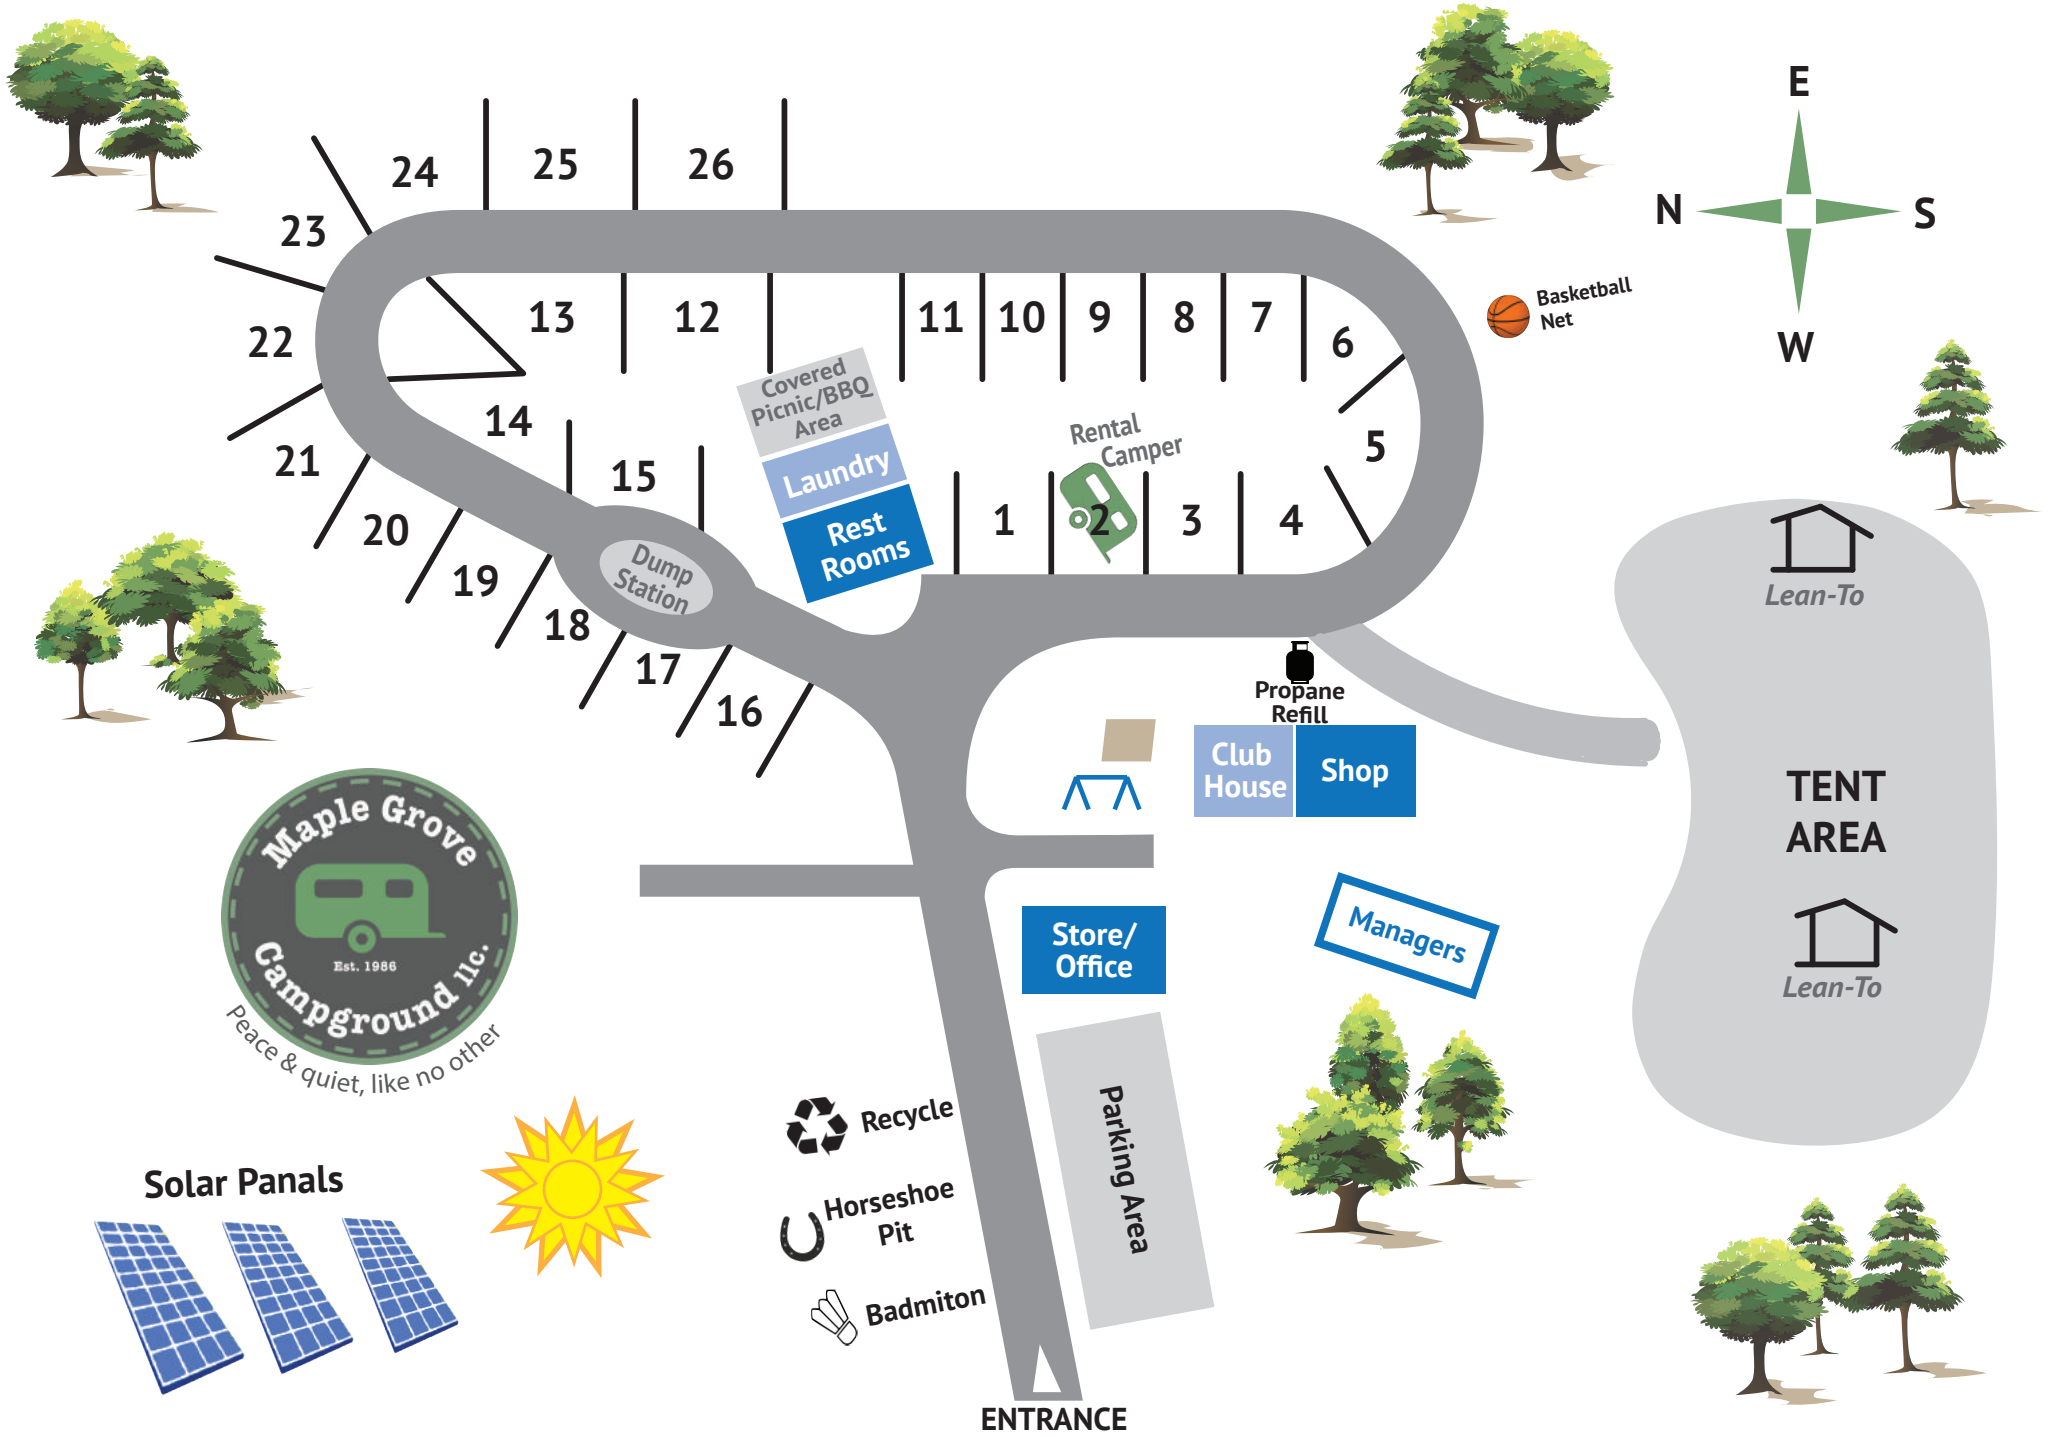 E
N
S
W
24
25
26
23
22
21
20
19
18
17
16
13
12
11
10
9
8
7
6
5
14
15
1
2
3
4
Rental
Camper
Covered
Picnic/BBQ
Area
Laundry
Rest
Rooms
Dump
Station
Basketball
Net
Propane
Refill
Club
House
Shop
Lean-To
TENT
AREA
Lean-To
Managers
Store/
Office
Parking Area
Maple Grove
Est. 1986
Campground llc.
Peace & quiet, like no other
Solar Panals
Recycle
Horseshoe
Pit
Badmiton
ENTRANCE